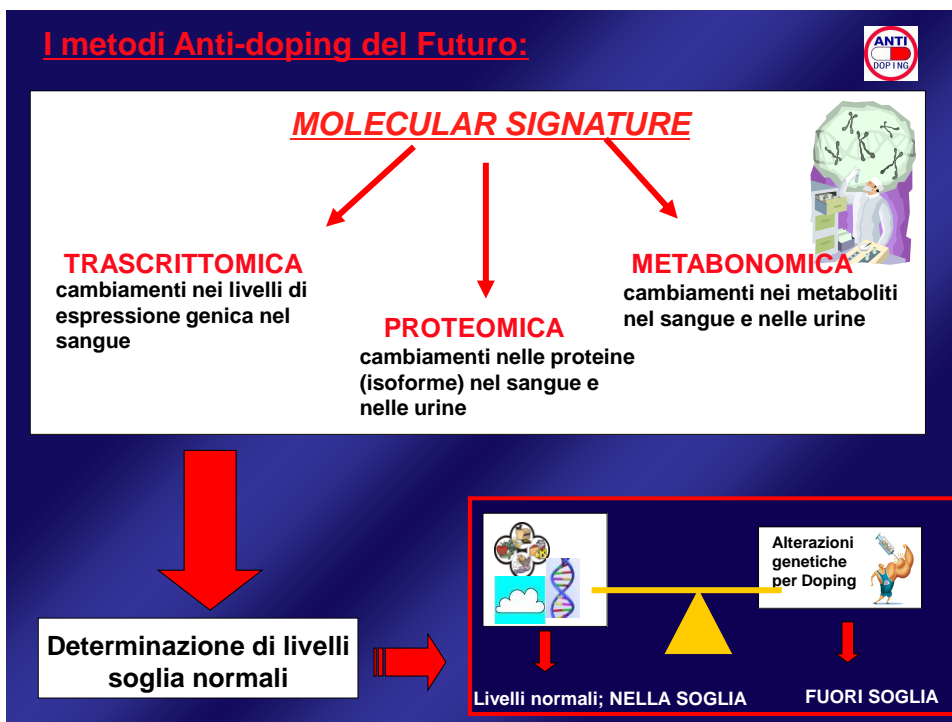 I metodi Anti-doping del Futuro:
ANTI
DOPING
MOLECULAR SIGNATURE
TRASCRITTOMICA
cambiamenti nei livelli di
espressione genica nel
sangue
PROTEOMICA
cambiamenti nelle proteine
(isoforme) nel sangue e
nelle urine
METABONOMICA
cambiamenti nei metaboliti
nel sangue e nelle urine
Determinazione di livelli
soglia normali
Alterazioni
genetiche
per Doping
Livelli normali; NELLA SOGLIA
FUORI SOGLIA